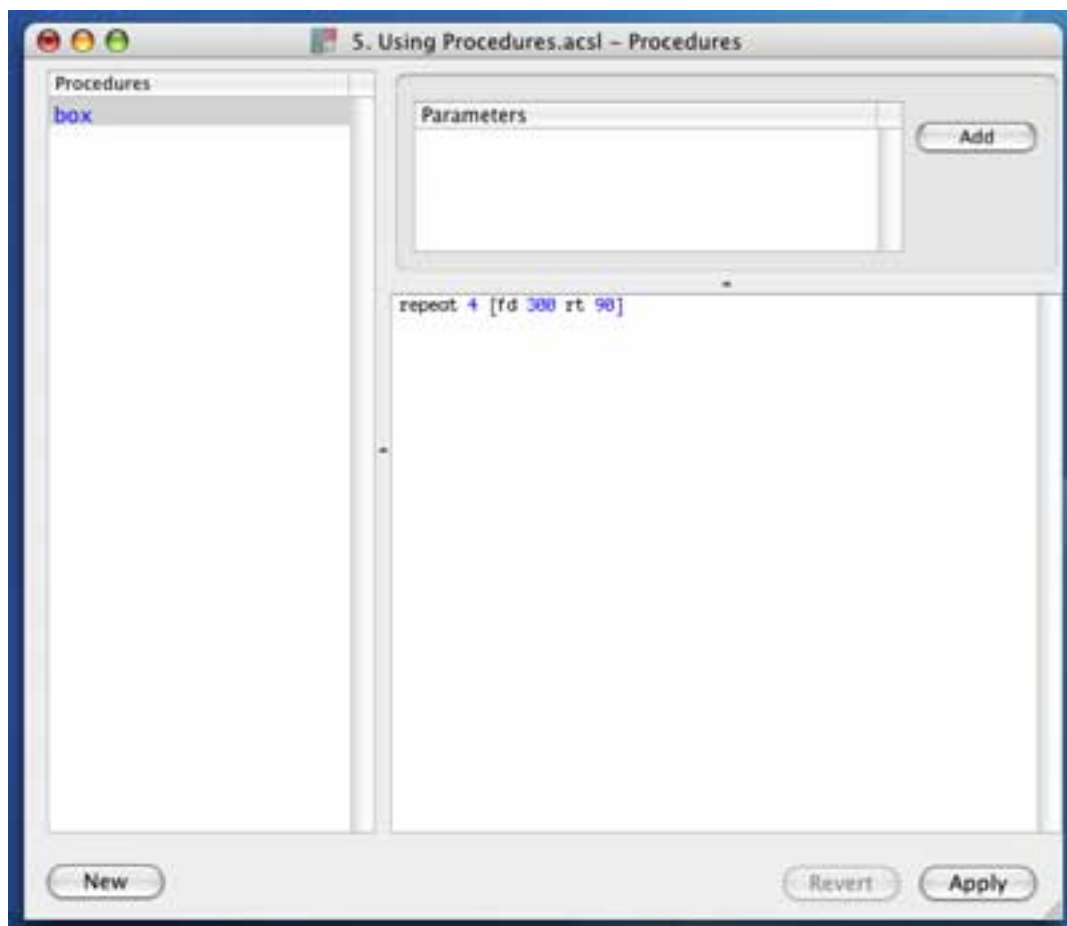 5. Using Procedures.acsl – Procedures
Procedures
box
Parameters
Add
repeat 4 [fd 300 rt 90]
New
Revert
Apply